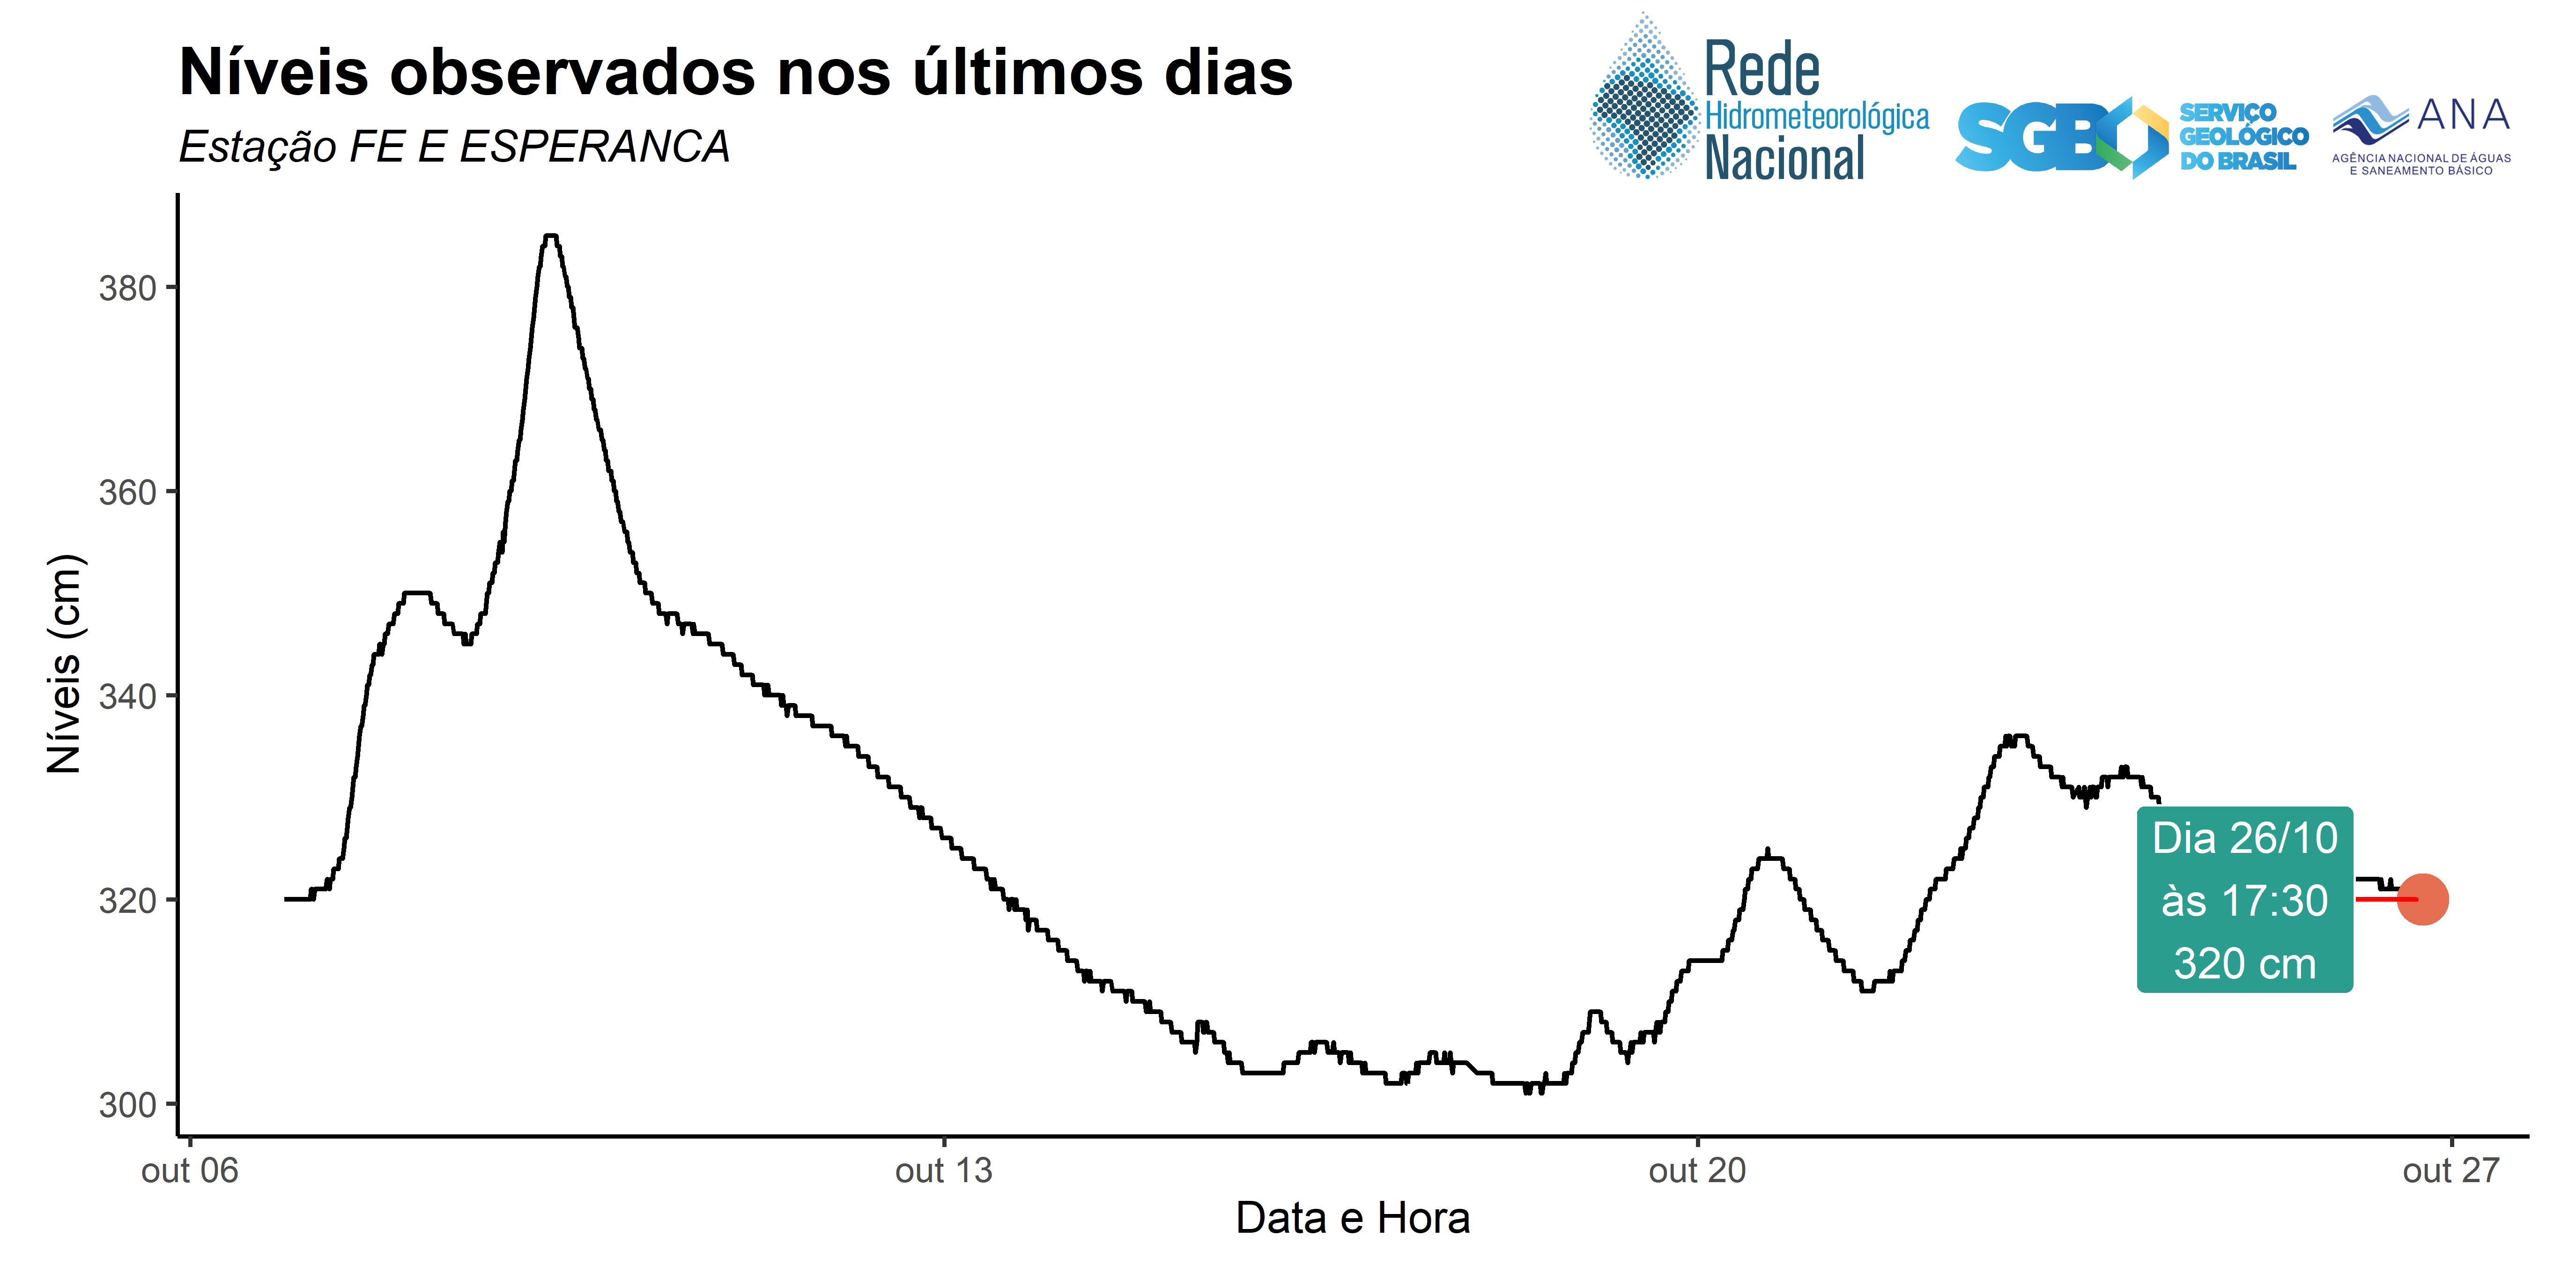 Níveis observados nos últimos dias
Estação FE E ESPERANCA
Rede
Hidrometeorológica
Nacional
SGB
SERVIÇO
GEOLÓGICO
DO BRASIL
ANA
AGÊNCIA NACIONAL DE ÁGUAS
E SANEAMENTO BÁSICO
Níveis (cm)
380
360
340
320
300
Dia 26/10
às 17:30
320 cm
out 06
out 13
out 20
out 27
Data e Hora